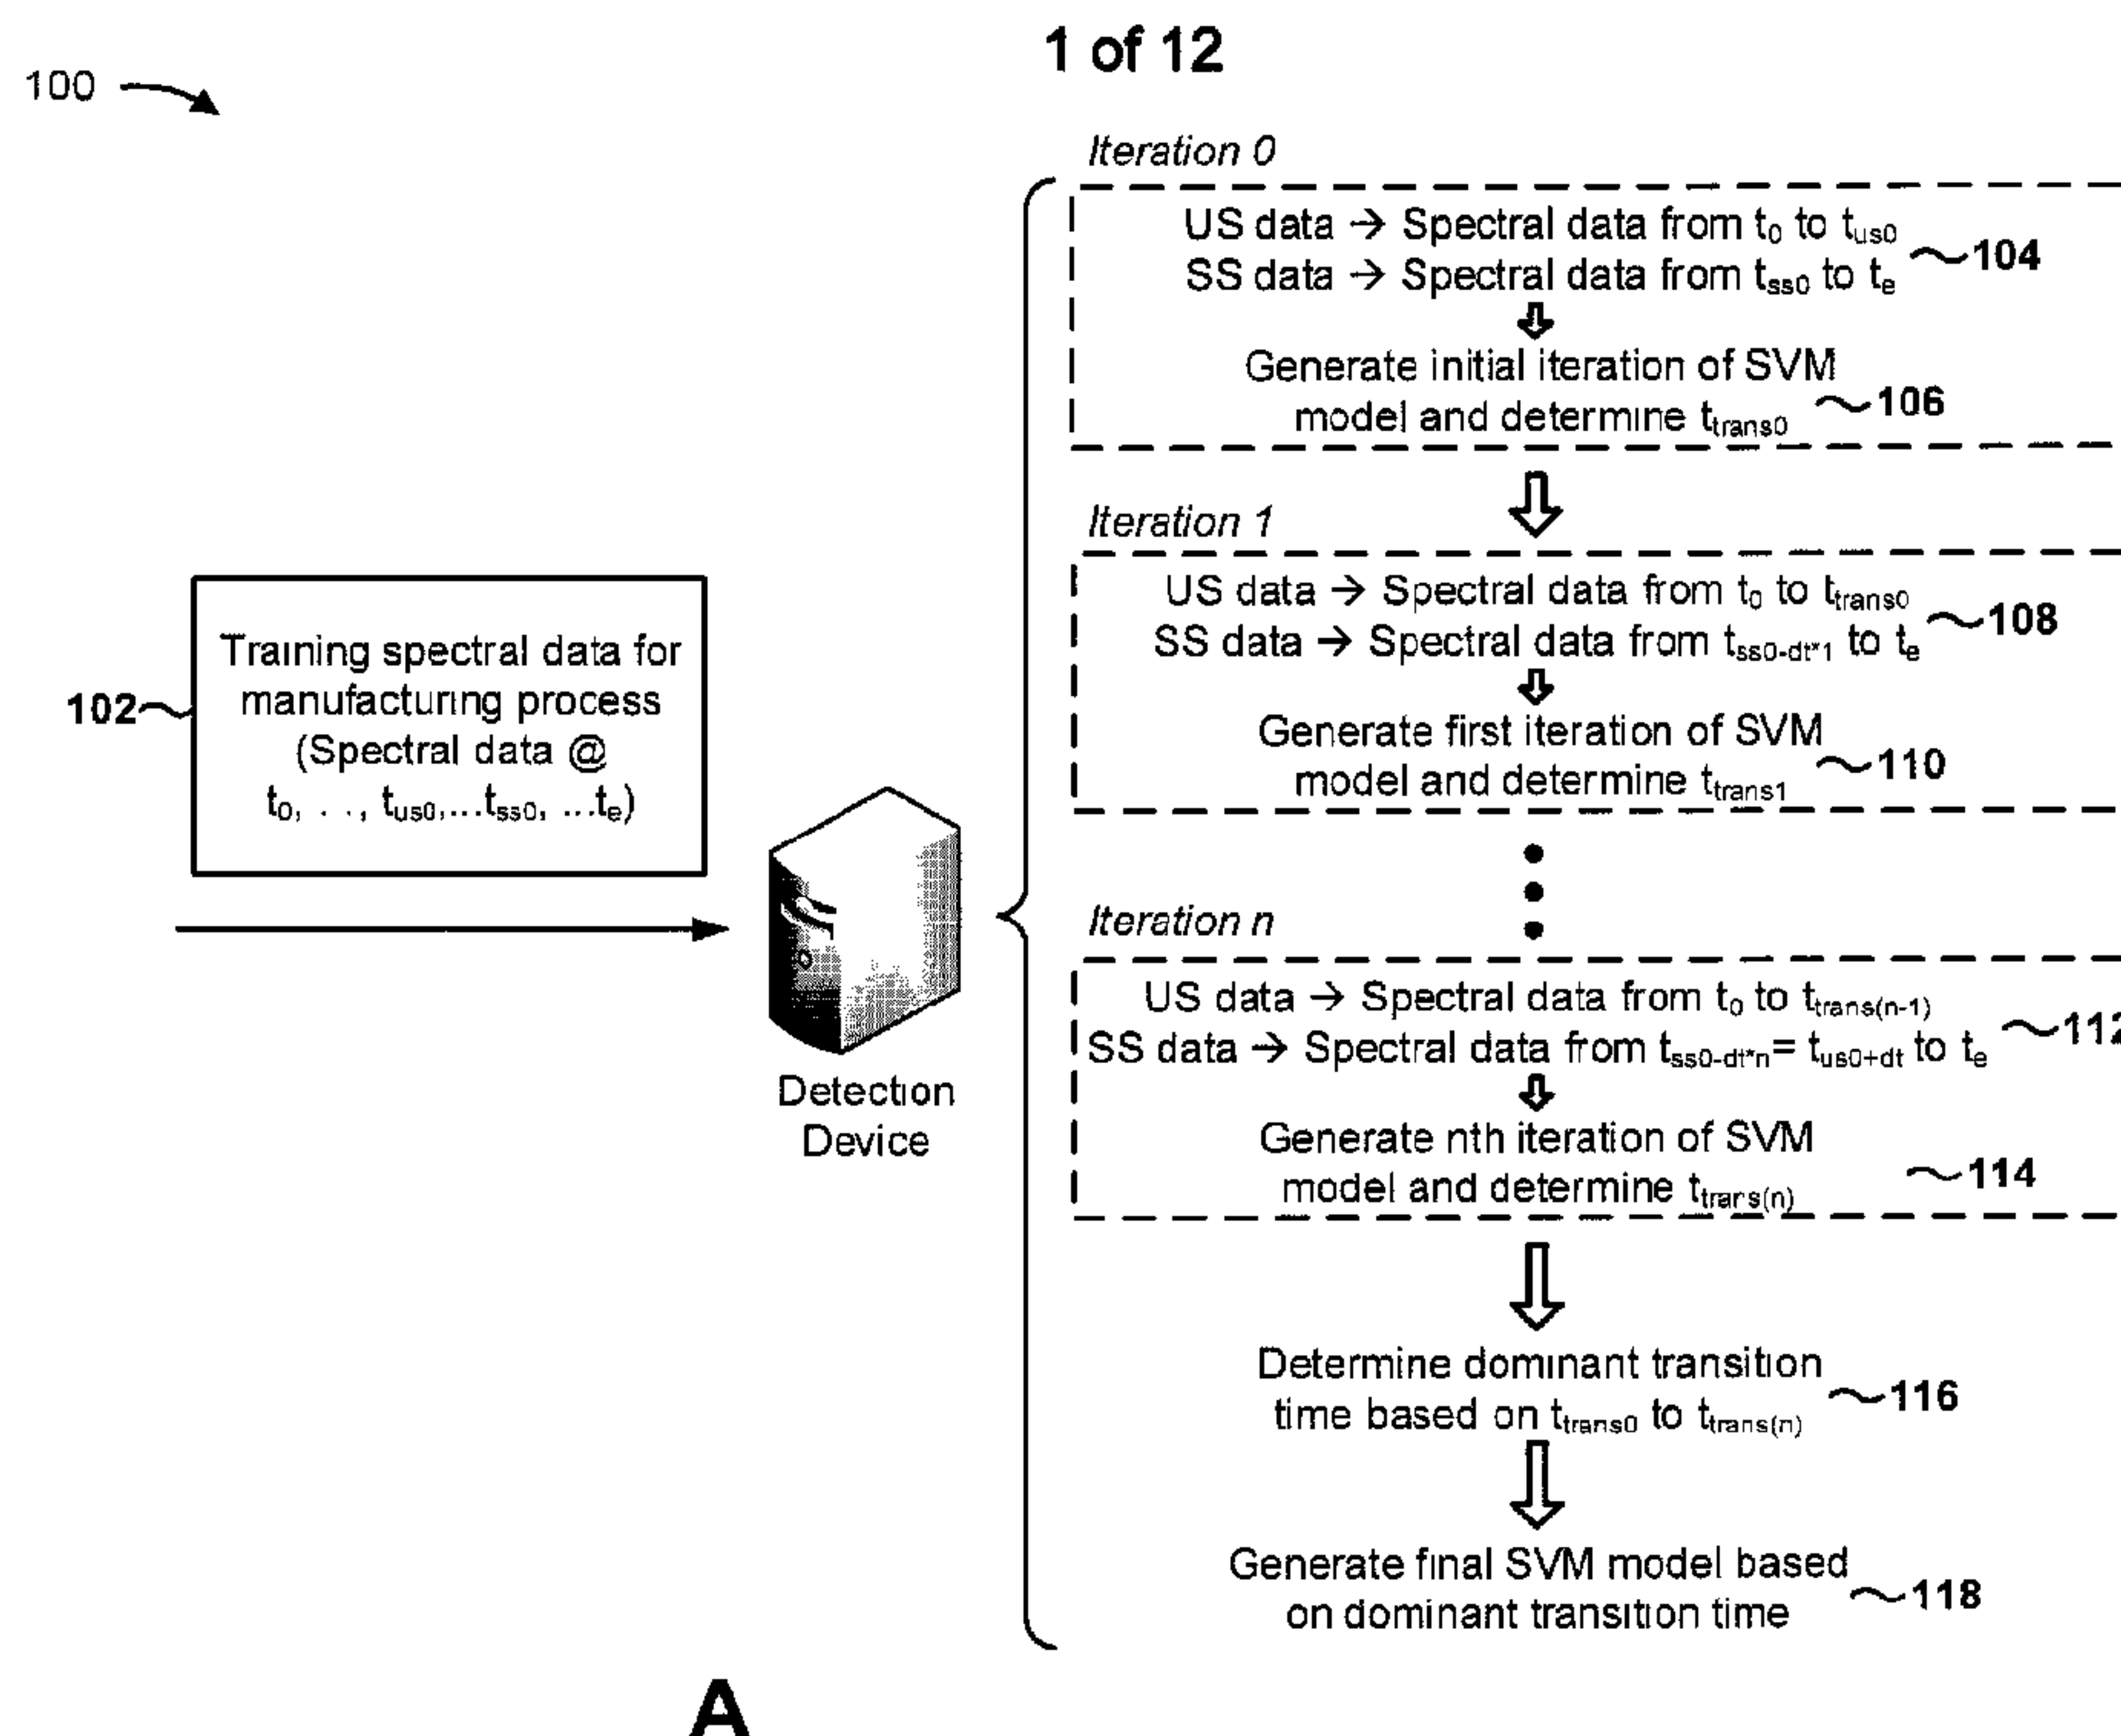 1 of 12
100
Training spectral data for
manufacturing process
(Spectral data @
t0, . . ., tus0,...tss0, ...te)
102
Detection
Device
Iteration 0
US data → Spectral data from t0 to tus0
SS data → Spectral data from tss0 to te
104
Generate initial iteration of SVM
model and determine ttrans0
106
Iteration 1
US data → Spectral data from t0 to ttrans0
SS data → Spectral data from tss0-dt*1 to te
108
Generate first iteration of SVM
model and determine ttrans1
110
Iteration n
US data → Spectral data from t0 to ttrans(n-1)
SS data → Spectral data from tss0-dt*n= tus0+dt to te
112
Generate nth iteration of SVM
model and determine ttrans(n)
114
Determine dominant transition
time based on ttrans0 to ttrans(n)
116
Generate final SVM model based
on dominant transition time
118
A